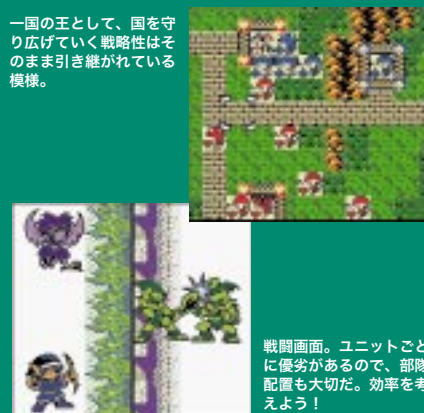 一国の王として、国を守
り広げていく戦略性はそ
のまま引き継がれている
模様。
戦闘画面。ユニットごと
に優劣があるので、部隊
配置も大切だ。効率を考
えよう！